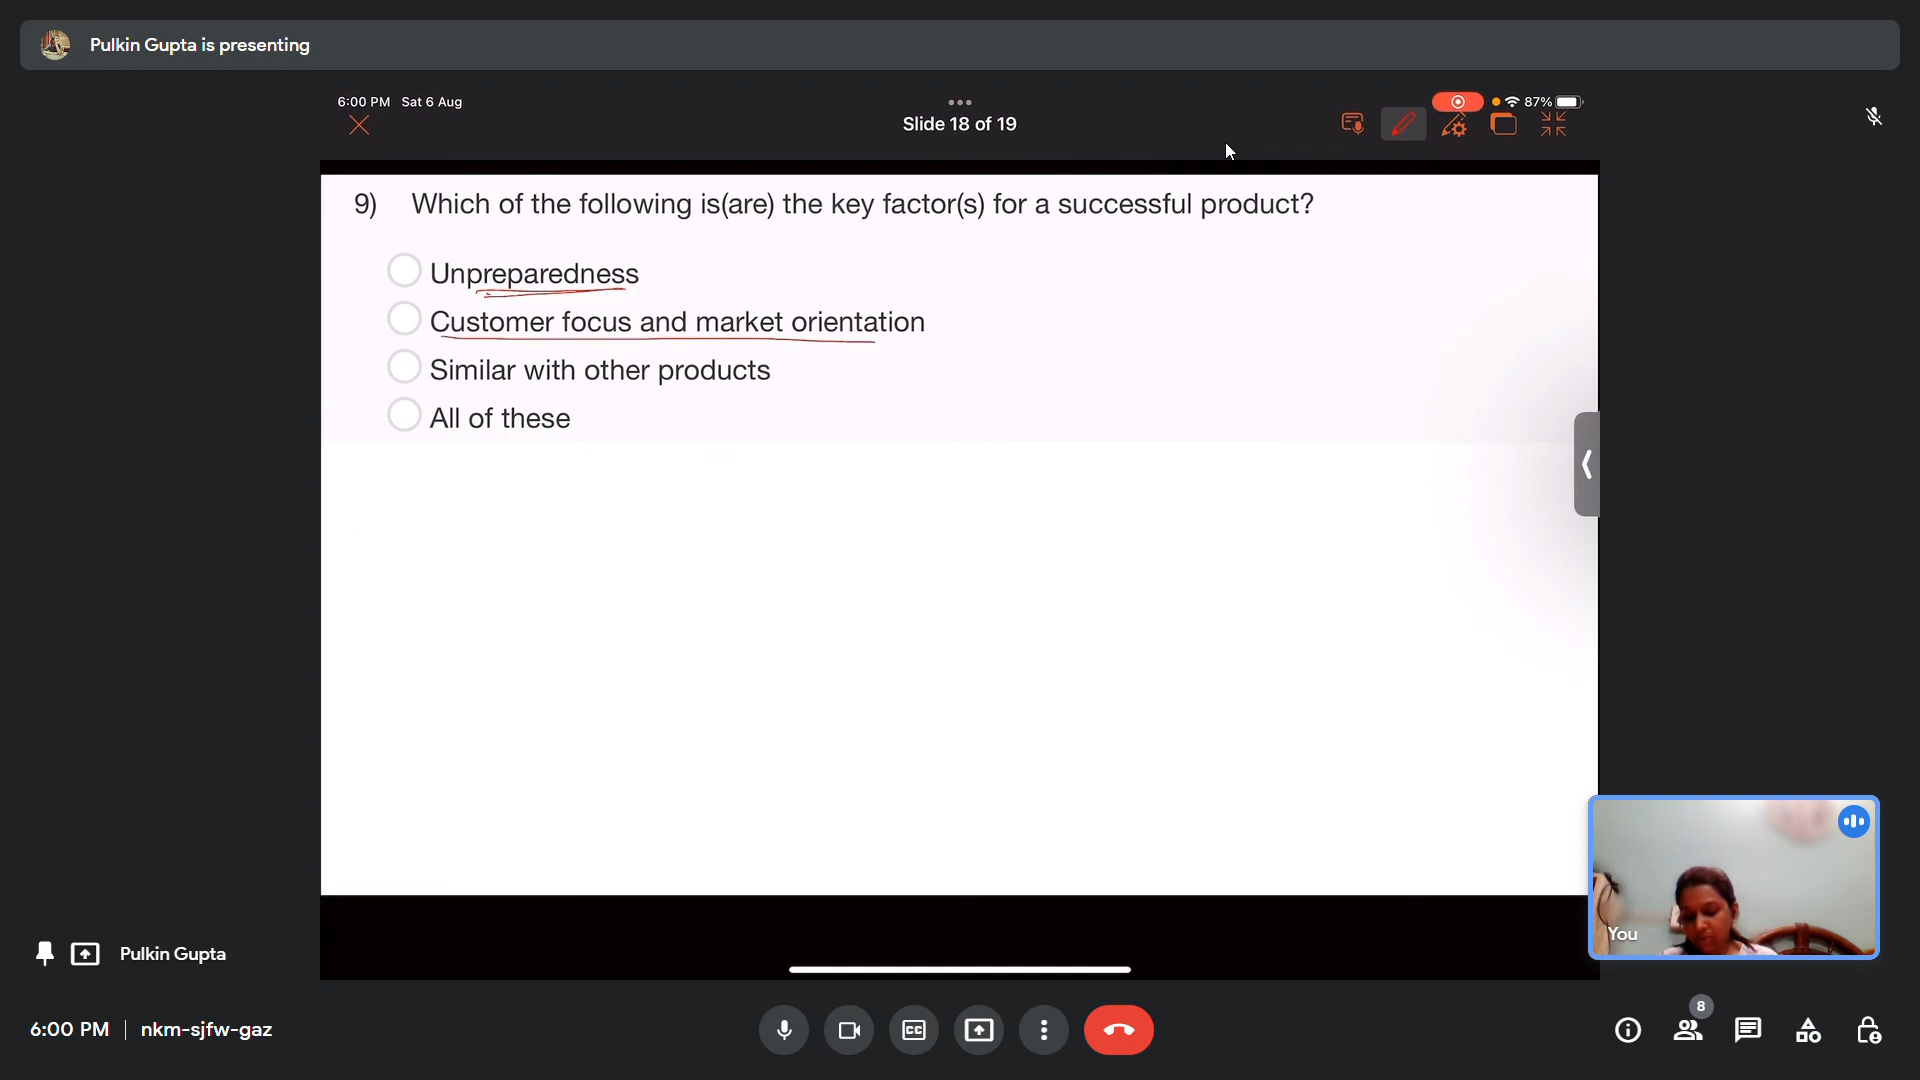 Pulkin Gupta is presenting
6:00 PM Sat 6 Aug
87%
Slide 18 of 19
9) Which of the following is(are) the key factor(s) for a successful product?
Unpreparedness
Customer focus and market orientation
Similar with other products
All of these
You
Pulkin Gupta
8
6:00 PM | nkm-sjfw-gaz
CC